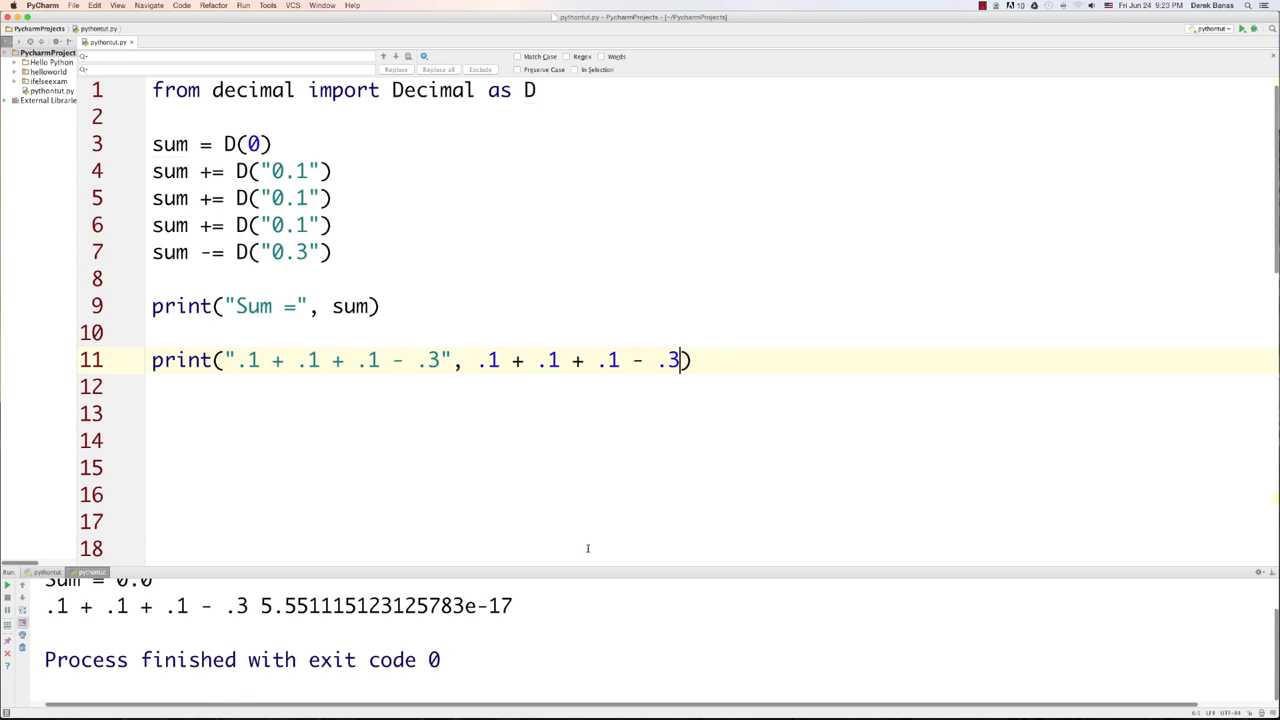 PyCharm File Edit View Navigate Code Refactor Run Tools VCS Window Help 10 Fri Jun 24 9:23 PM Derek Banas
pythontut.py - PycharmProjects - [~/PycharmProjects]
PycharmProjects pythontut.py pythontut
pythontut.py ×
PycharmProject
Hello Python
helloworld
ifelseexam
pythontut.py
External Librarie
Match Case Regex Words
Replace Replace all Exclude Preserve Case In Selection
1 from decimal import Decimal as D
2
3 sum = D(0)
4 sum += D("0.1")
5 sum += D("0.1")
6 sum += D("0.1")
7 sum -= D("0.3")
8
9 print("Sum =", sum)
10
11 print(".1 + .1 + .1 - .3", .1 + .1 + .1 - .3)
12
13
14
15
16
17
18
Run: pythontut pythontut
Sum = 0.0
.1 + .1 + .1 - .3 5.551115123125783e-17
Process finished with exit code 0
6:1 LF UTF-8